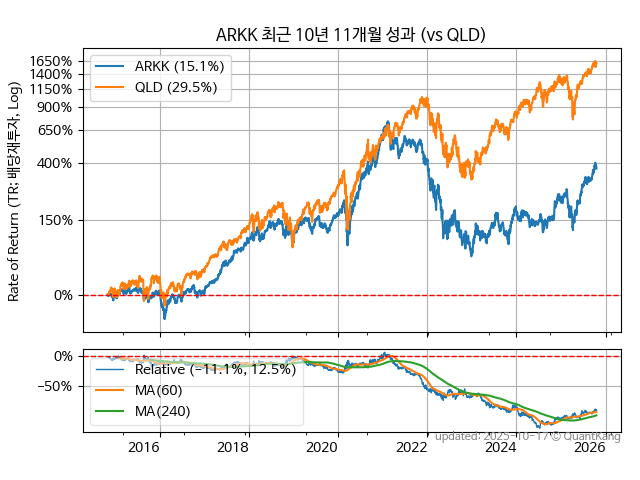 ARKK 최근 10년 11개월 성과 (vs QLD)
Rate of Return (TR; 배당재투자, Log)
1650%
1400%
1150%
900%
650%
400%
150%
0%
ARKK (15.1%)
QLD (29.5%)
0%
−50%
Relative (−11.1%, 12.5%)
MA(60)
MA(240)
updated: 2025-10-17 © QuantKang
2016
2018
2020
2022
2024
2026